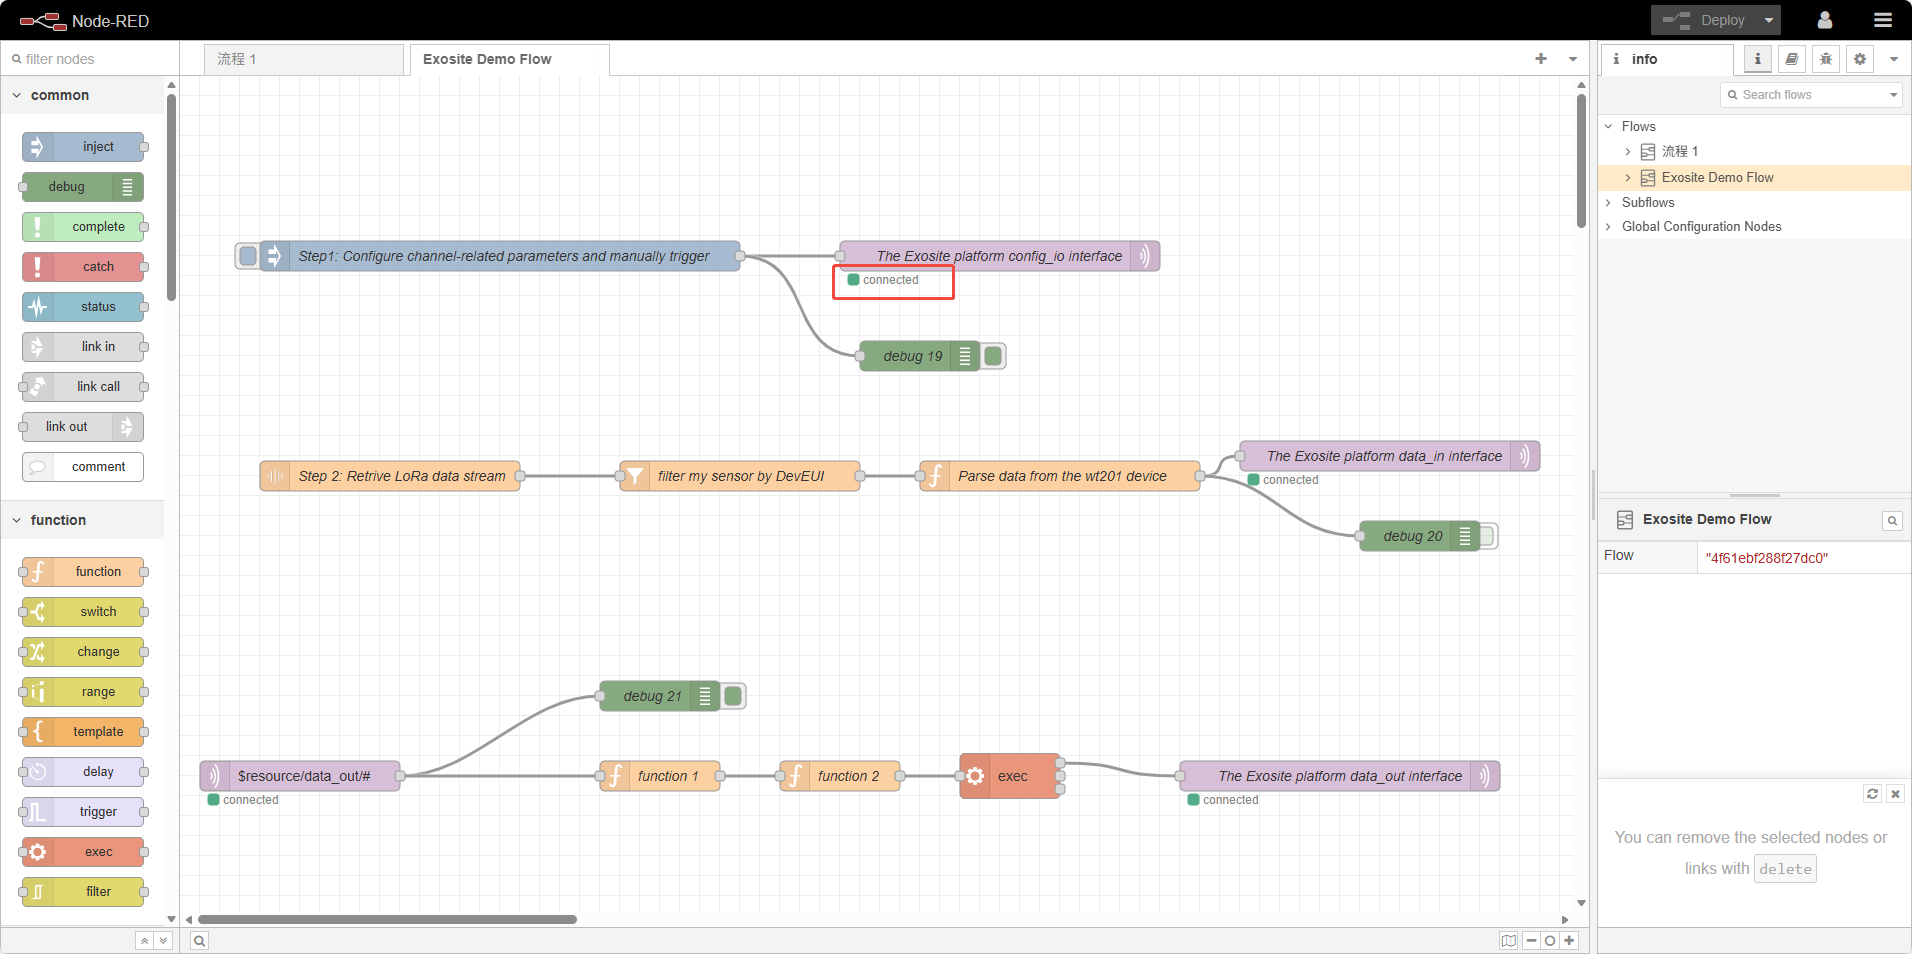 Node-RED
Deploy
filter nodes
流程 1
Exosite Demo Flow
info
Search flows
common
inject
debug
complete
catch
status
link in
link call
link out
comment
function
function
switch
change
range
template
delay
trigger
exec
filter
Step1: Configure channel-related parameters and manually trigger
The Exosite platform config_io interface
connected
debug 19
Step 2: Retrive LoRa data stream
filter my sensor by DevEUI
Parse data from the wt201 device
The Exosite platform data_in interface
connected
debug 20
debug 21
$resource/data_out/#
connected
function 1
function 2
exec
The Exosite platform data_out interface
connected
Flows
流程 1
Exosite Demo Flow
Subflows
Global Configuration Nodes
Exosite Demo Flow
Flow
"4f61ebf288f27dc0"
You can remove the selected nodes or
links with delete